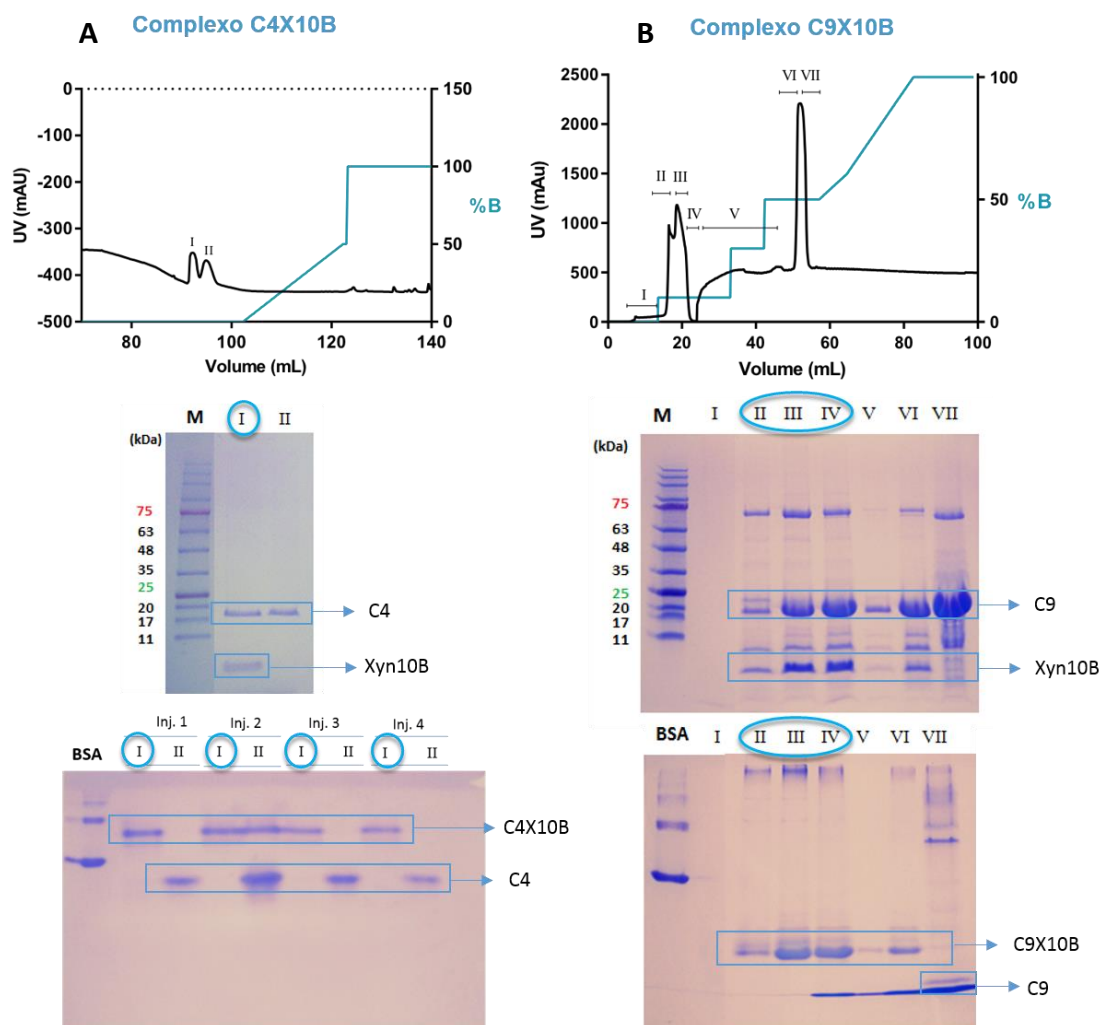 A Complexo C4X10B
0
-100
-200
-300
-400
-500
UV (mAU)
I II
150
100
50
0
%B
80 100 120 140
Volume (mL)
M I II
(kDa)
75
63
48
35
25
20
17
11
C4
Xyn10B
Inj. 1 Inj. 2 Inj. 3 Inj. 4
BSA I II I II I II I II
C4X10B
C4
B Complexo C9X10B
2500
2000
1500
1000
500
0
UV (mAu)
VI VII
II III
IV V
I
100
50
0
%B
0 20 40 60 80 100
Volume (mL)
M I II III IV V VI VII
(kDa)
75
63
48
35
25
20
17
11
C9
Xyn10B
BSA I II III IV V VI VII
C9X10B
C9